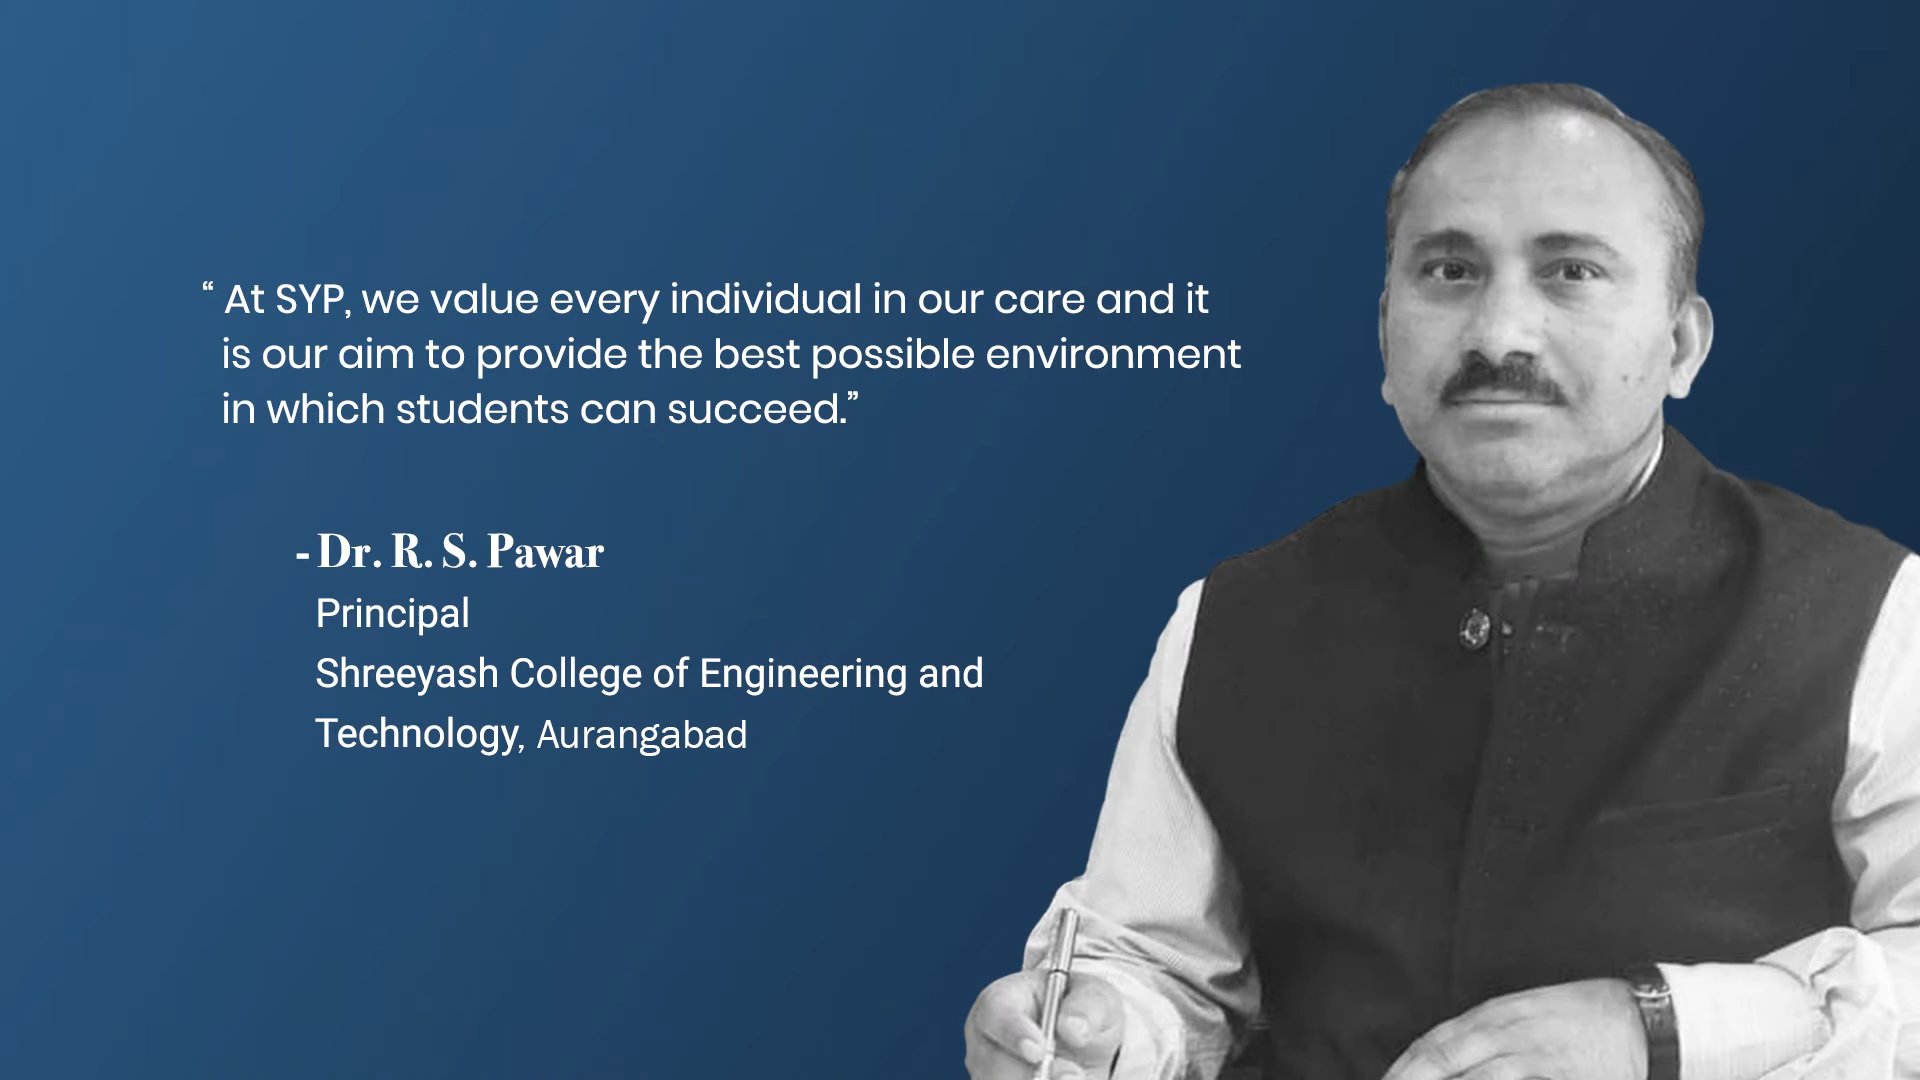 “ At SYP, we value every individual in our care and it
is our aim to provide the best possible environment
in which students can succeed.”
- Dr. R. S. Pawar
Principal
Shreeyash College of Engineering and
Technology, Aurangabad